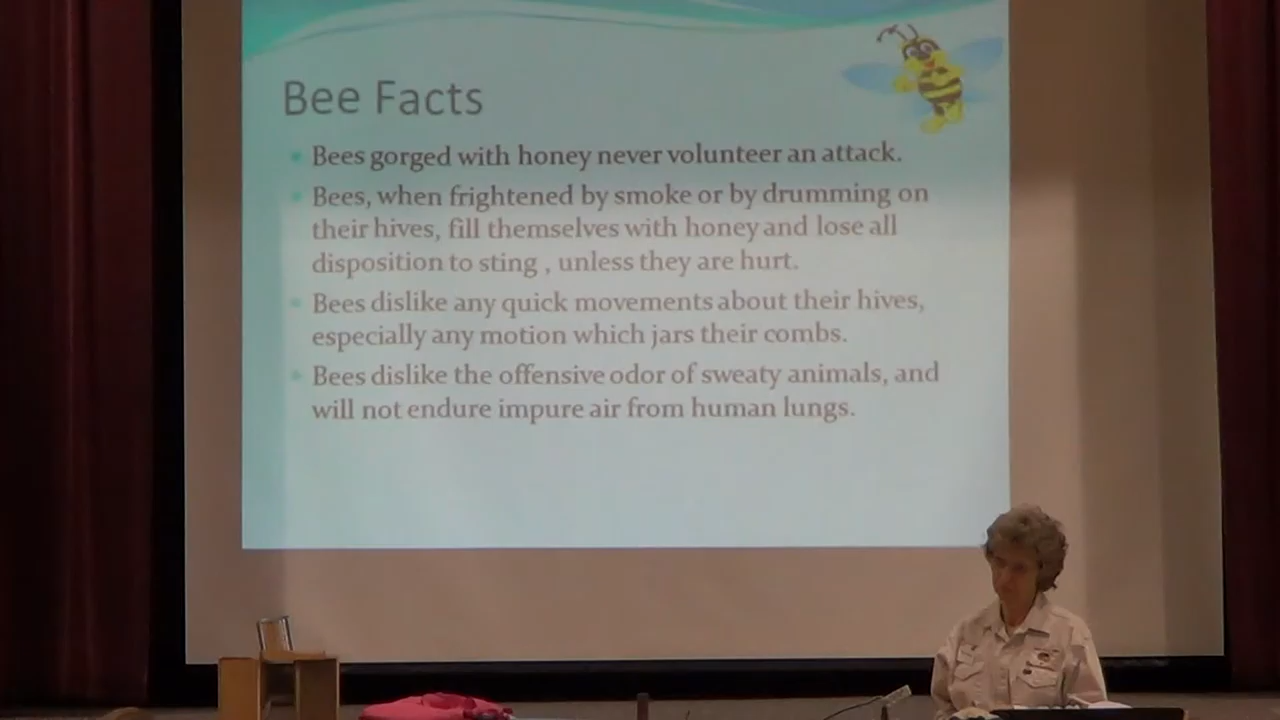 Bee Facts
Bees gorged with honey never volunteer an attack.
Bees, when frightened by smoke or by drumming on
their hives, fill themselves with honey and lose all
disposition to sting , unless they are hurt.
Bees dislike any quick movements about their hives,
especially any motion which jars their combs.
Bees dislike the offensive odor of sweaty animals, and
will not endure impure air from human lungs.